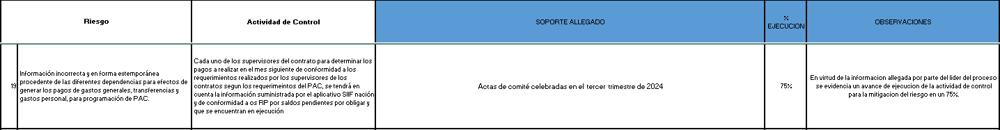 Riesgo
Actividad de Control
SOPORTE ALLEGADO
%
EJECUCION
OBSERVACIONES
19
Información incorrecta y en forma extemporánea
procedente de las diferentes dependencias para efectos de
generar los pagos de gastos generales, transferencias y
gastos personal, para programación de PAC.
Cada uno de los supervisores del contrato para determinar los
pagos a realizar en el mes siguiente de conformidad a los
requerimientos realizados por los supervisores de los
contratos segun los requerimietnos del PAC, se tendrá en
cuenta la información suministrada por el aplicativo SIIF nación
y de conformidad a os RP por saldos pendientes por obligar y
que se encuentran en ejecución
Actas de comité celebradas en el tercer trimestre de 2024
75%
En virtud de la informacion allegada por parte del lider del proceso
se evidencia un avance de ejecucion de la actividad de control
para la mitigacion del riesgo en un 75%.